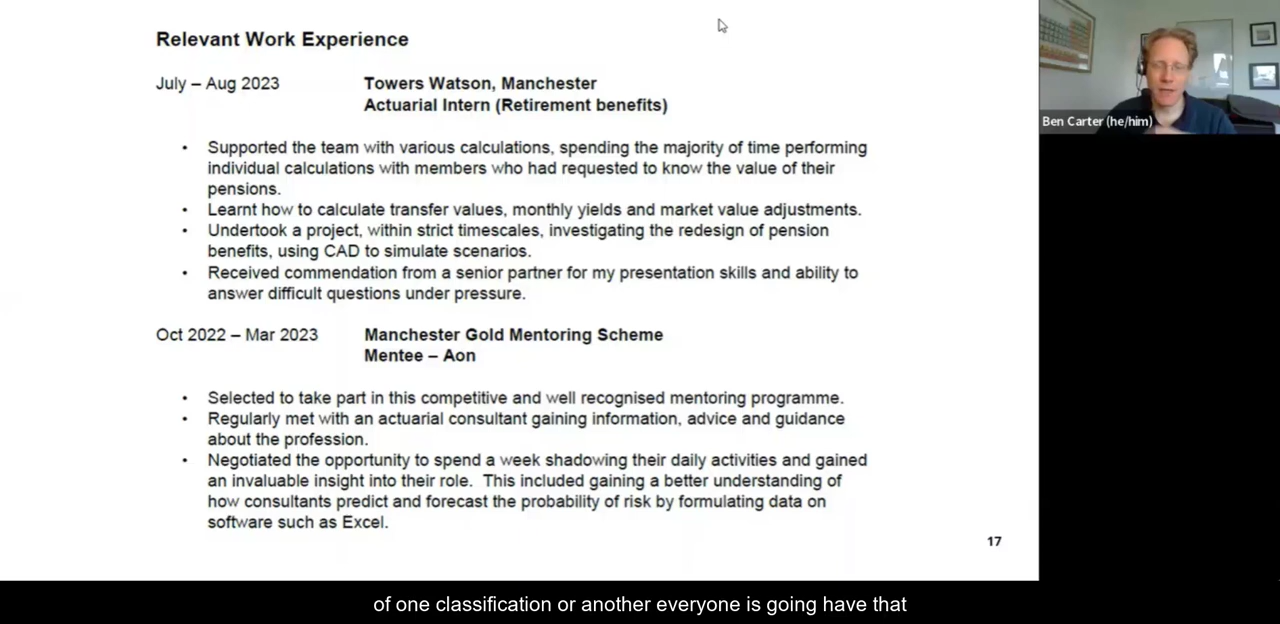 Relevant Work Experience
July – Aug 2023 Towers Watson, Manchester
Actuarial Intern (Retirement benefits)
• Supported the team with various calculations, spending the majority of time performing
individual calculations with members who had requested to know the value of their
pensions.
• Learnt how to calculate transfer values, monthly yields and market value adjustments.
• Undertook a project, within strict timescales, investigating the redesign of pension
benefits, using CAD to simulate scenarios.
• Received commendation from a senior partner for my presentation skills and ability to
answer difficult questions under pressure.
Oct 2022 – Mar 2023 Manchester Gold Mentoring Scheme
Mentee – Aon
• Selected to take part in this competitive and well recognised mentoring programme.
• Regularly met with an actuarial consultant gaining information, advice and guidance
about the profession.
• Negotiated the opportunity to spend a week shadowing their daily activities and gained
an invaluable insight into their role. This included gaining a better understanding of
how consultants predict and forecast the probability of risk by formulating data on
software such as Excel.
17
Ben Carter (he/him)
of one classification or another everyone is going have that